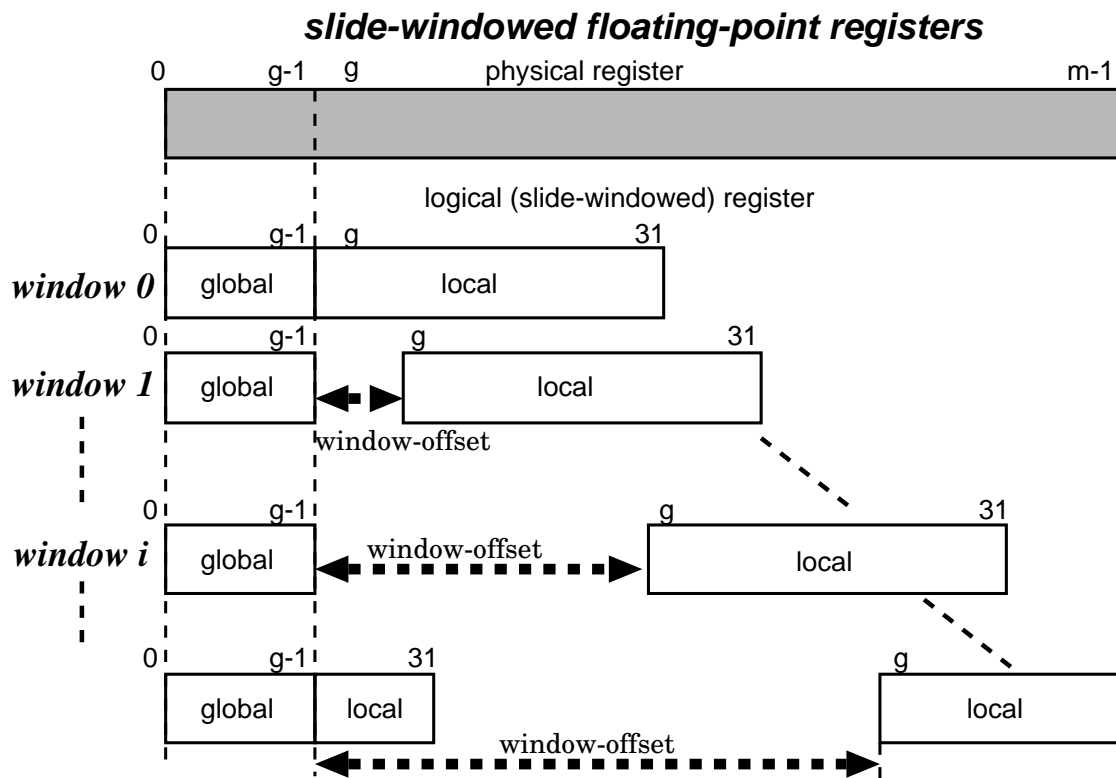 slide-windowed floating-point registers
0 g-1 g physical register m-1
logical (slide-windowed) register
0 g-1 g 31
window 0 global local
0 g-1 g 31
window 1 global local
window-offset
0 g-1 g 31
window i global window-offset local
0 g-1 31 g
global local local
window-offset